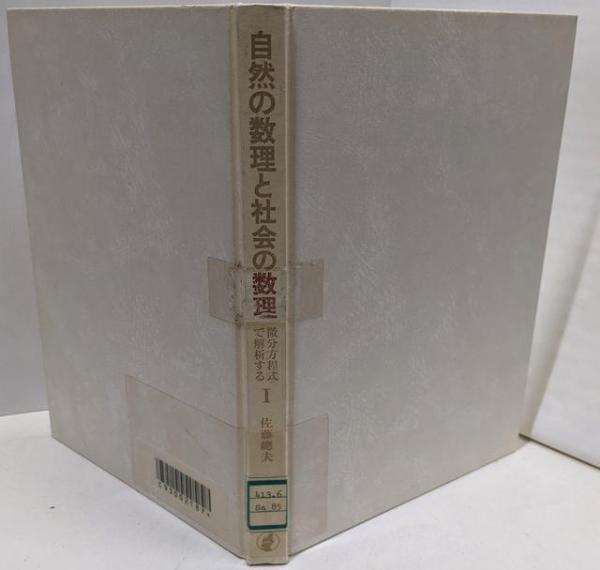 自然の数理と社会の数理
微分方程式
で解析する
I
佐藤總夫
413.6
Sa 85